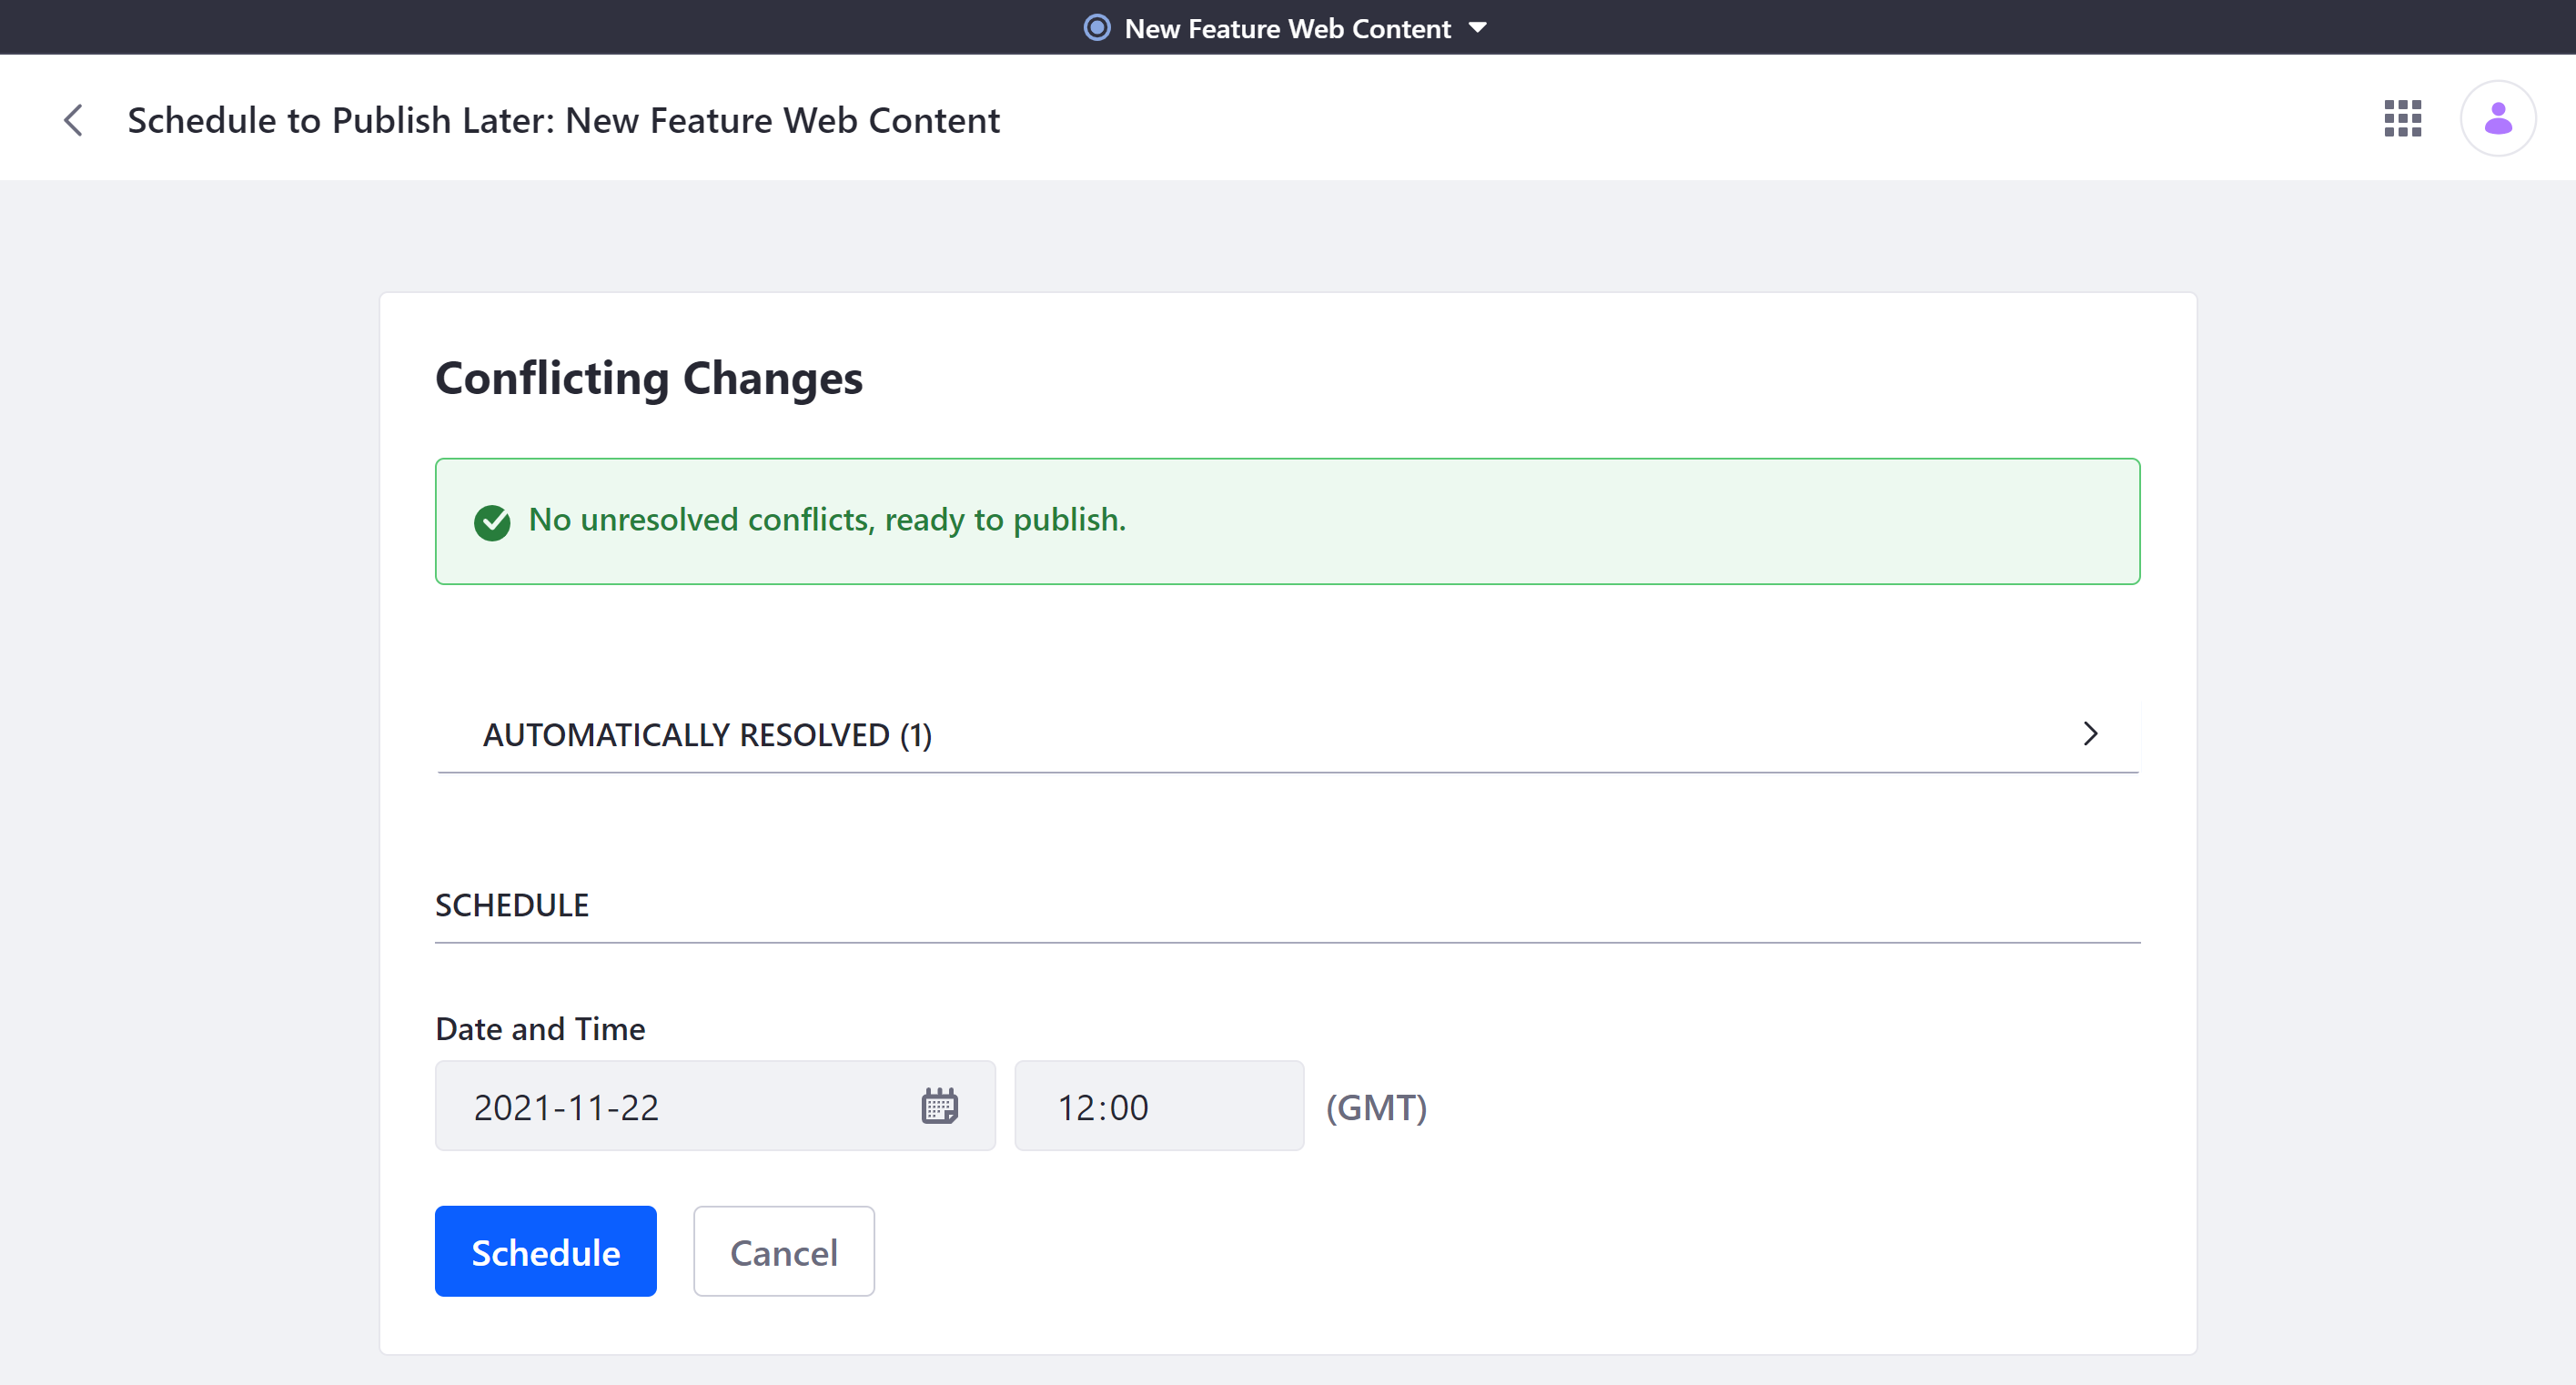 New Feature Web Content
Schedule to Publish Later: New Feature Web Content
Conflicting Changes
No unresolved conflicts, ready to publish.
AUTOMATICALLY RESOLVED (1)
SCHEDULE
Date and Time
2021-11-22 12:00 (GMT)
Schedule Cancel